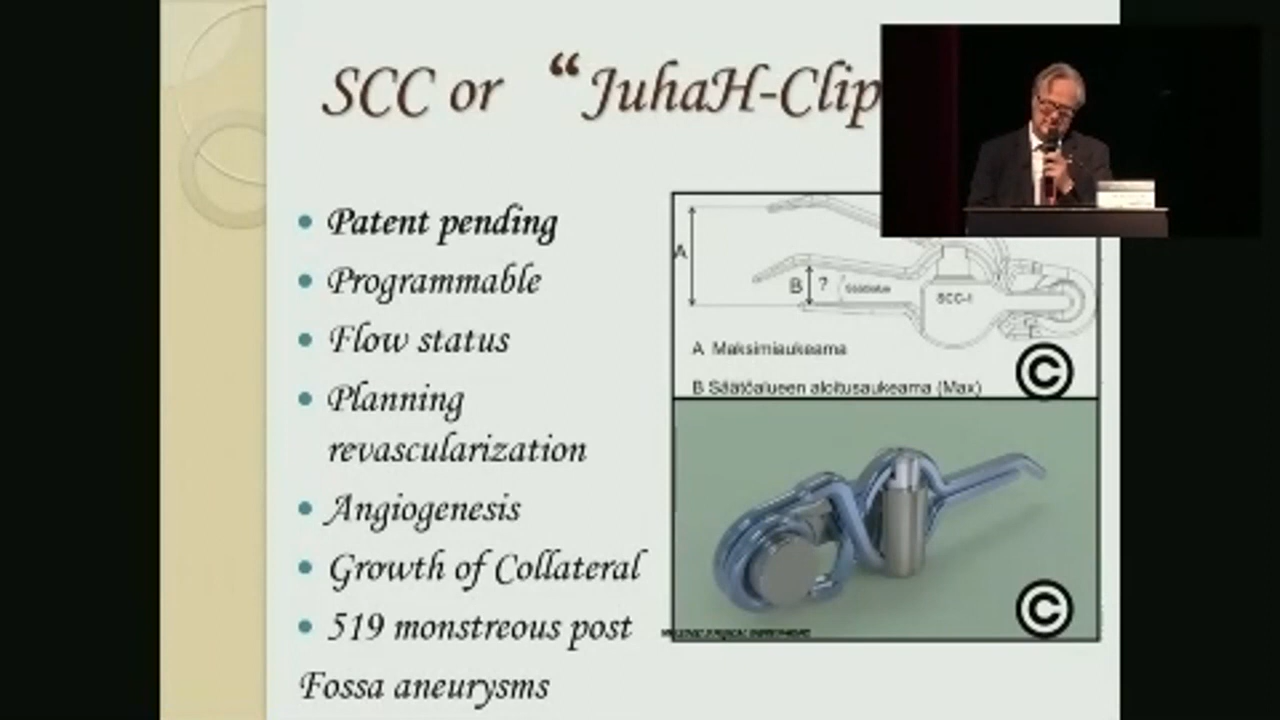 SCC or “JuhaH-Clip
Patent pending
Programmable
Flow status
Planning
revascularization
Angiogenesis
Growth of Collateral
519 monstreous post
Fossa aneurysms
A
B ? Säätöalue
SCC-I
A Maksimiaukeama
B Säätöalueen aloitusaukeama (Max)
©
©